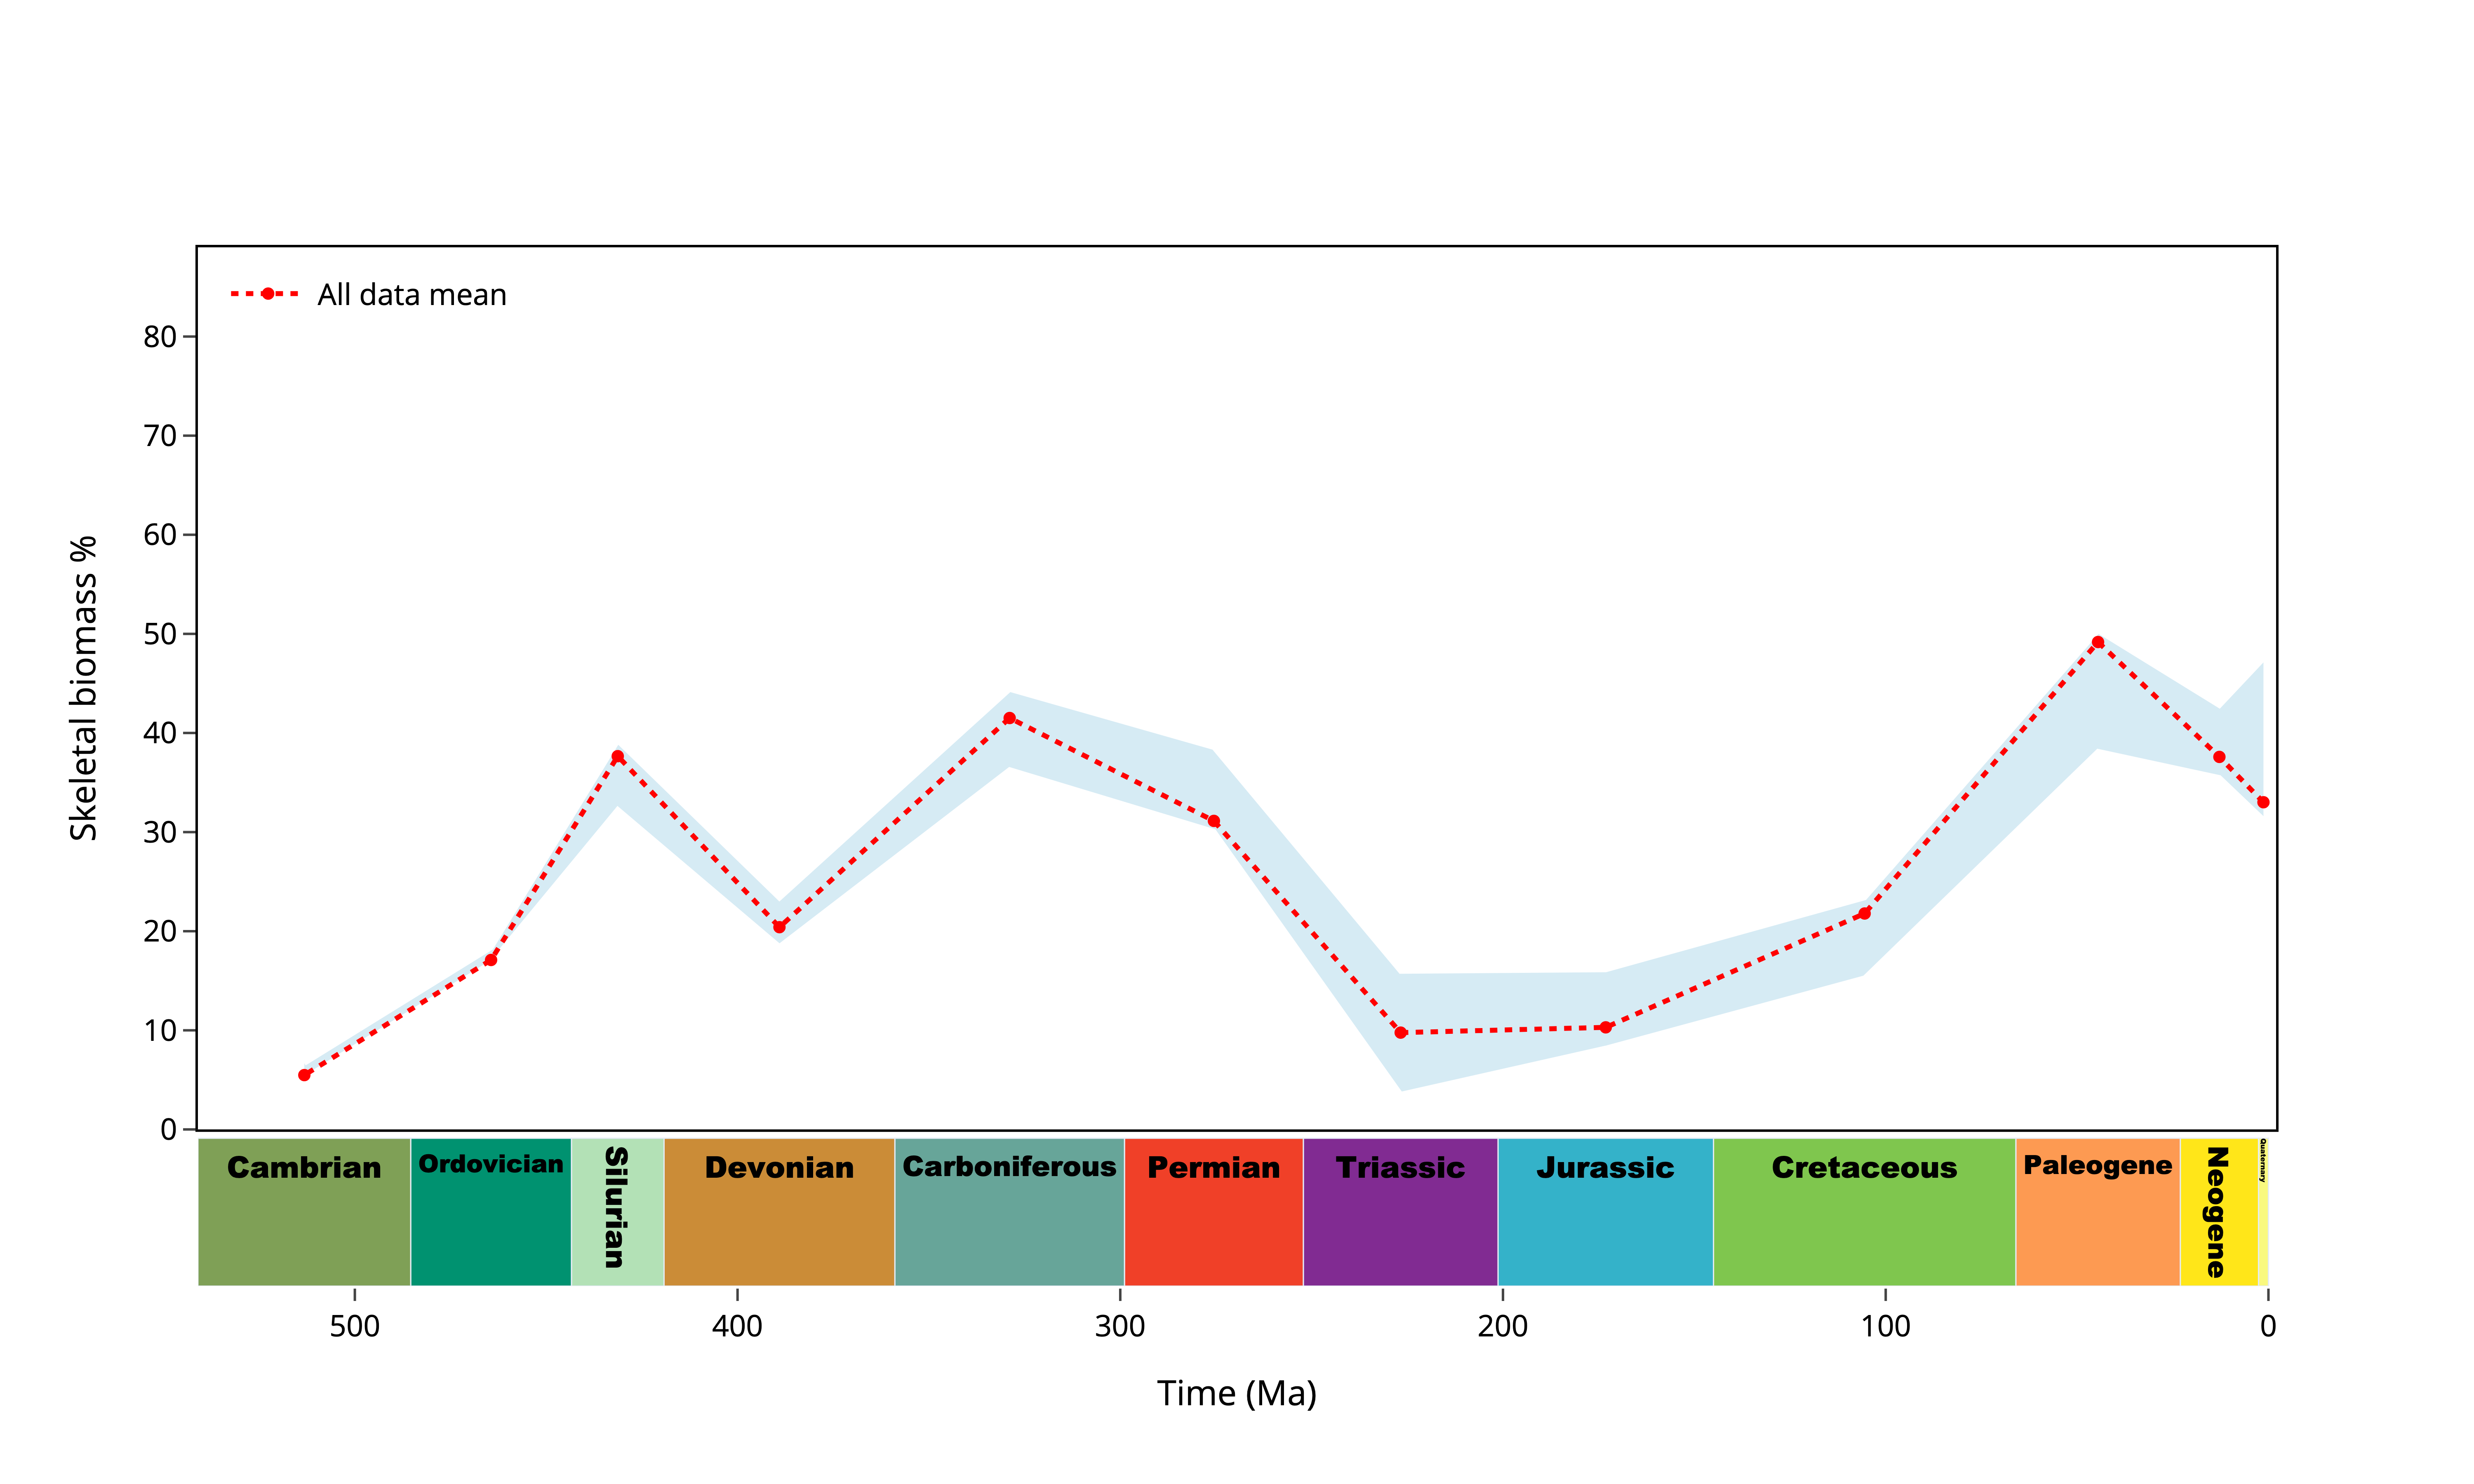 All data mean
80
70
60
50
40
30
20
10
0
Skeletal biomass %
Cambrian
Ordovician
Silurian
Devonian
Carboniferous
Permian
Triassic
Jurassic
Cretaceous
Paleogene
Neogene
Quaternary
500
400
300
200
100
0
Time (Ma)